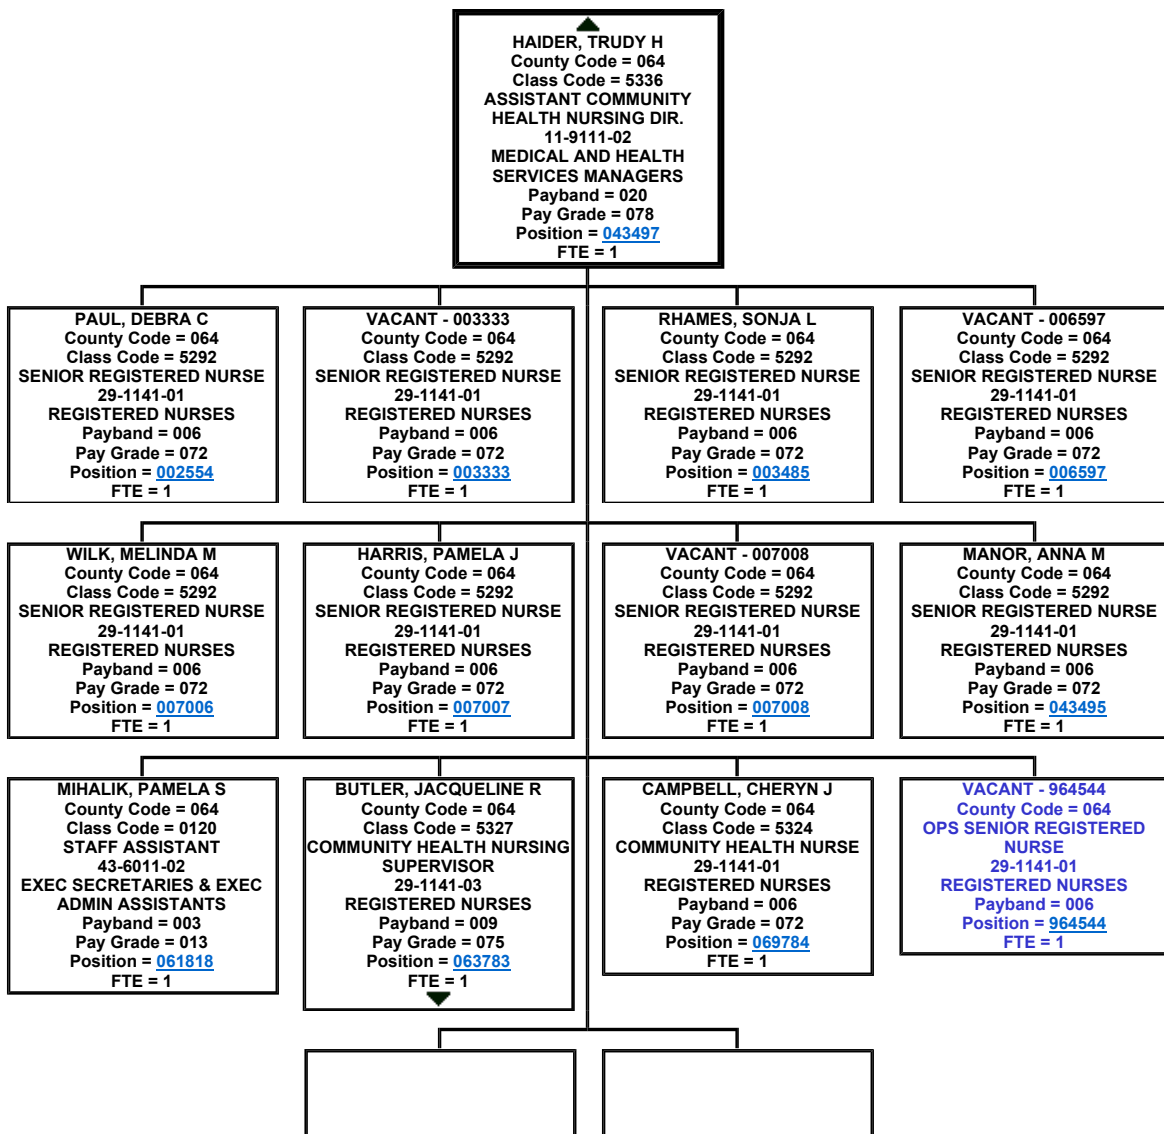 HAIDER, TRUDY H
County Code = 064
Class Code = 5336
ASSISTANT COMMUNITY
HEALTH NURSING DIR.
11-9111-02
MEDICAL AND HEALTH
SERVICES MANAGERS
Payband = 020
Pay Grade = 078
Position = 043497
FTE = 1
PAUL, DEBRA C
County Code = 064
Class Code = 5292
SENIOR REGISTERED NURSE
29-1141-01
REGISTERED NURSES
Payband = 006
Pay Grade = 072
Position = 002554
FTE = 1
VACANT - 003333
County Code = 064
Class Code = 5292
SENIOR REGISTERED NURSE
29-1141-01
REGISTERED NURSES
Payband = 006
Pay Grade = 072
Position = 003333
FTE = 1
RHAMES, SONJA L
County Code = 064
Class Code = 5292
SENIOR REGISTERED NURSE
29-1141-01
REGISTERED NURSES
Payband = 006
Pay Grade = 072
Position = 003485
FTE = 1
VACANT - 006597
County Code = 064
Class Code = 5292
SENIOR REGISTERED NURSE
29-1141-01
REGISTERED NURSES
Payband = 006
Pay Grade = 072
Position = 006597
FTE = 1
WILK, MELINDA M
County Code = 064
Class Code = 5292
SENIOR REGISTERED NURSE
29-1141-01
REGISTERED NURSES
Payband = 006
Pay Grade = 072
Position = 007006
FTE = 1
HARRIS, PAMELA J
County Code = 064
Class Code = 5292
SENIOR REGISTERED NURSE
29-1141-01
REGISTERED NURSES
Payband = 006
Pay Grade = 072
Position = 007007
FTE = 1
VACANT - 007008
County Code = 064
Class Code = 5292
SENIOR REGISTERED NURSE
29-1141-01
REGISTERED NURSES
Payband = 006
Pay Grade = 072
Position = 007008
FTE = 1
MANOR, ANNA M
County Code = 064
Class Code = 5292
SENIOR REGISTERED NURSE
29-1141-01
REGISTERED NURSES
Payband = 006
Pay Grade = 072
Position = 043495
FTE = 1
MIHALIK, PAMELA S
County Code = 064
Class Code = 0120
STAFF ASSISTANT
43-6011-02
EXEC SECRETARIES & EXEC
ADMIN ASSISTANTS
Payband = 003
Pay Grade = 013
Position = 061818
FTE = 1
BUTLER, JACQUELINE R
County Code = 064
Class Code = 5327
COMMUNITY HEALTH NURSING
SUPERVISOR
29-1141-03
REGISTERED NURSES
Payband = 009
Pay Grade = 075
Position = 063783
FTE = 1
CAMPBELL, CHERYN J
County Code = 064
Class Code = 5324
COMMUNITY HEALTH NURSE
29-1141-01
REGISTERED NURSES
Payband = 006
Pay Grade = 072
Position = 069784
FTE = 1
VACANT - 964544
County Code = 064
OPS SENIOR REGISTERED
NURSE
29-1141-01
REGISTERED NURSES
Payband = 006
Position = 964544
FTE = 1